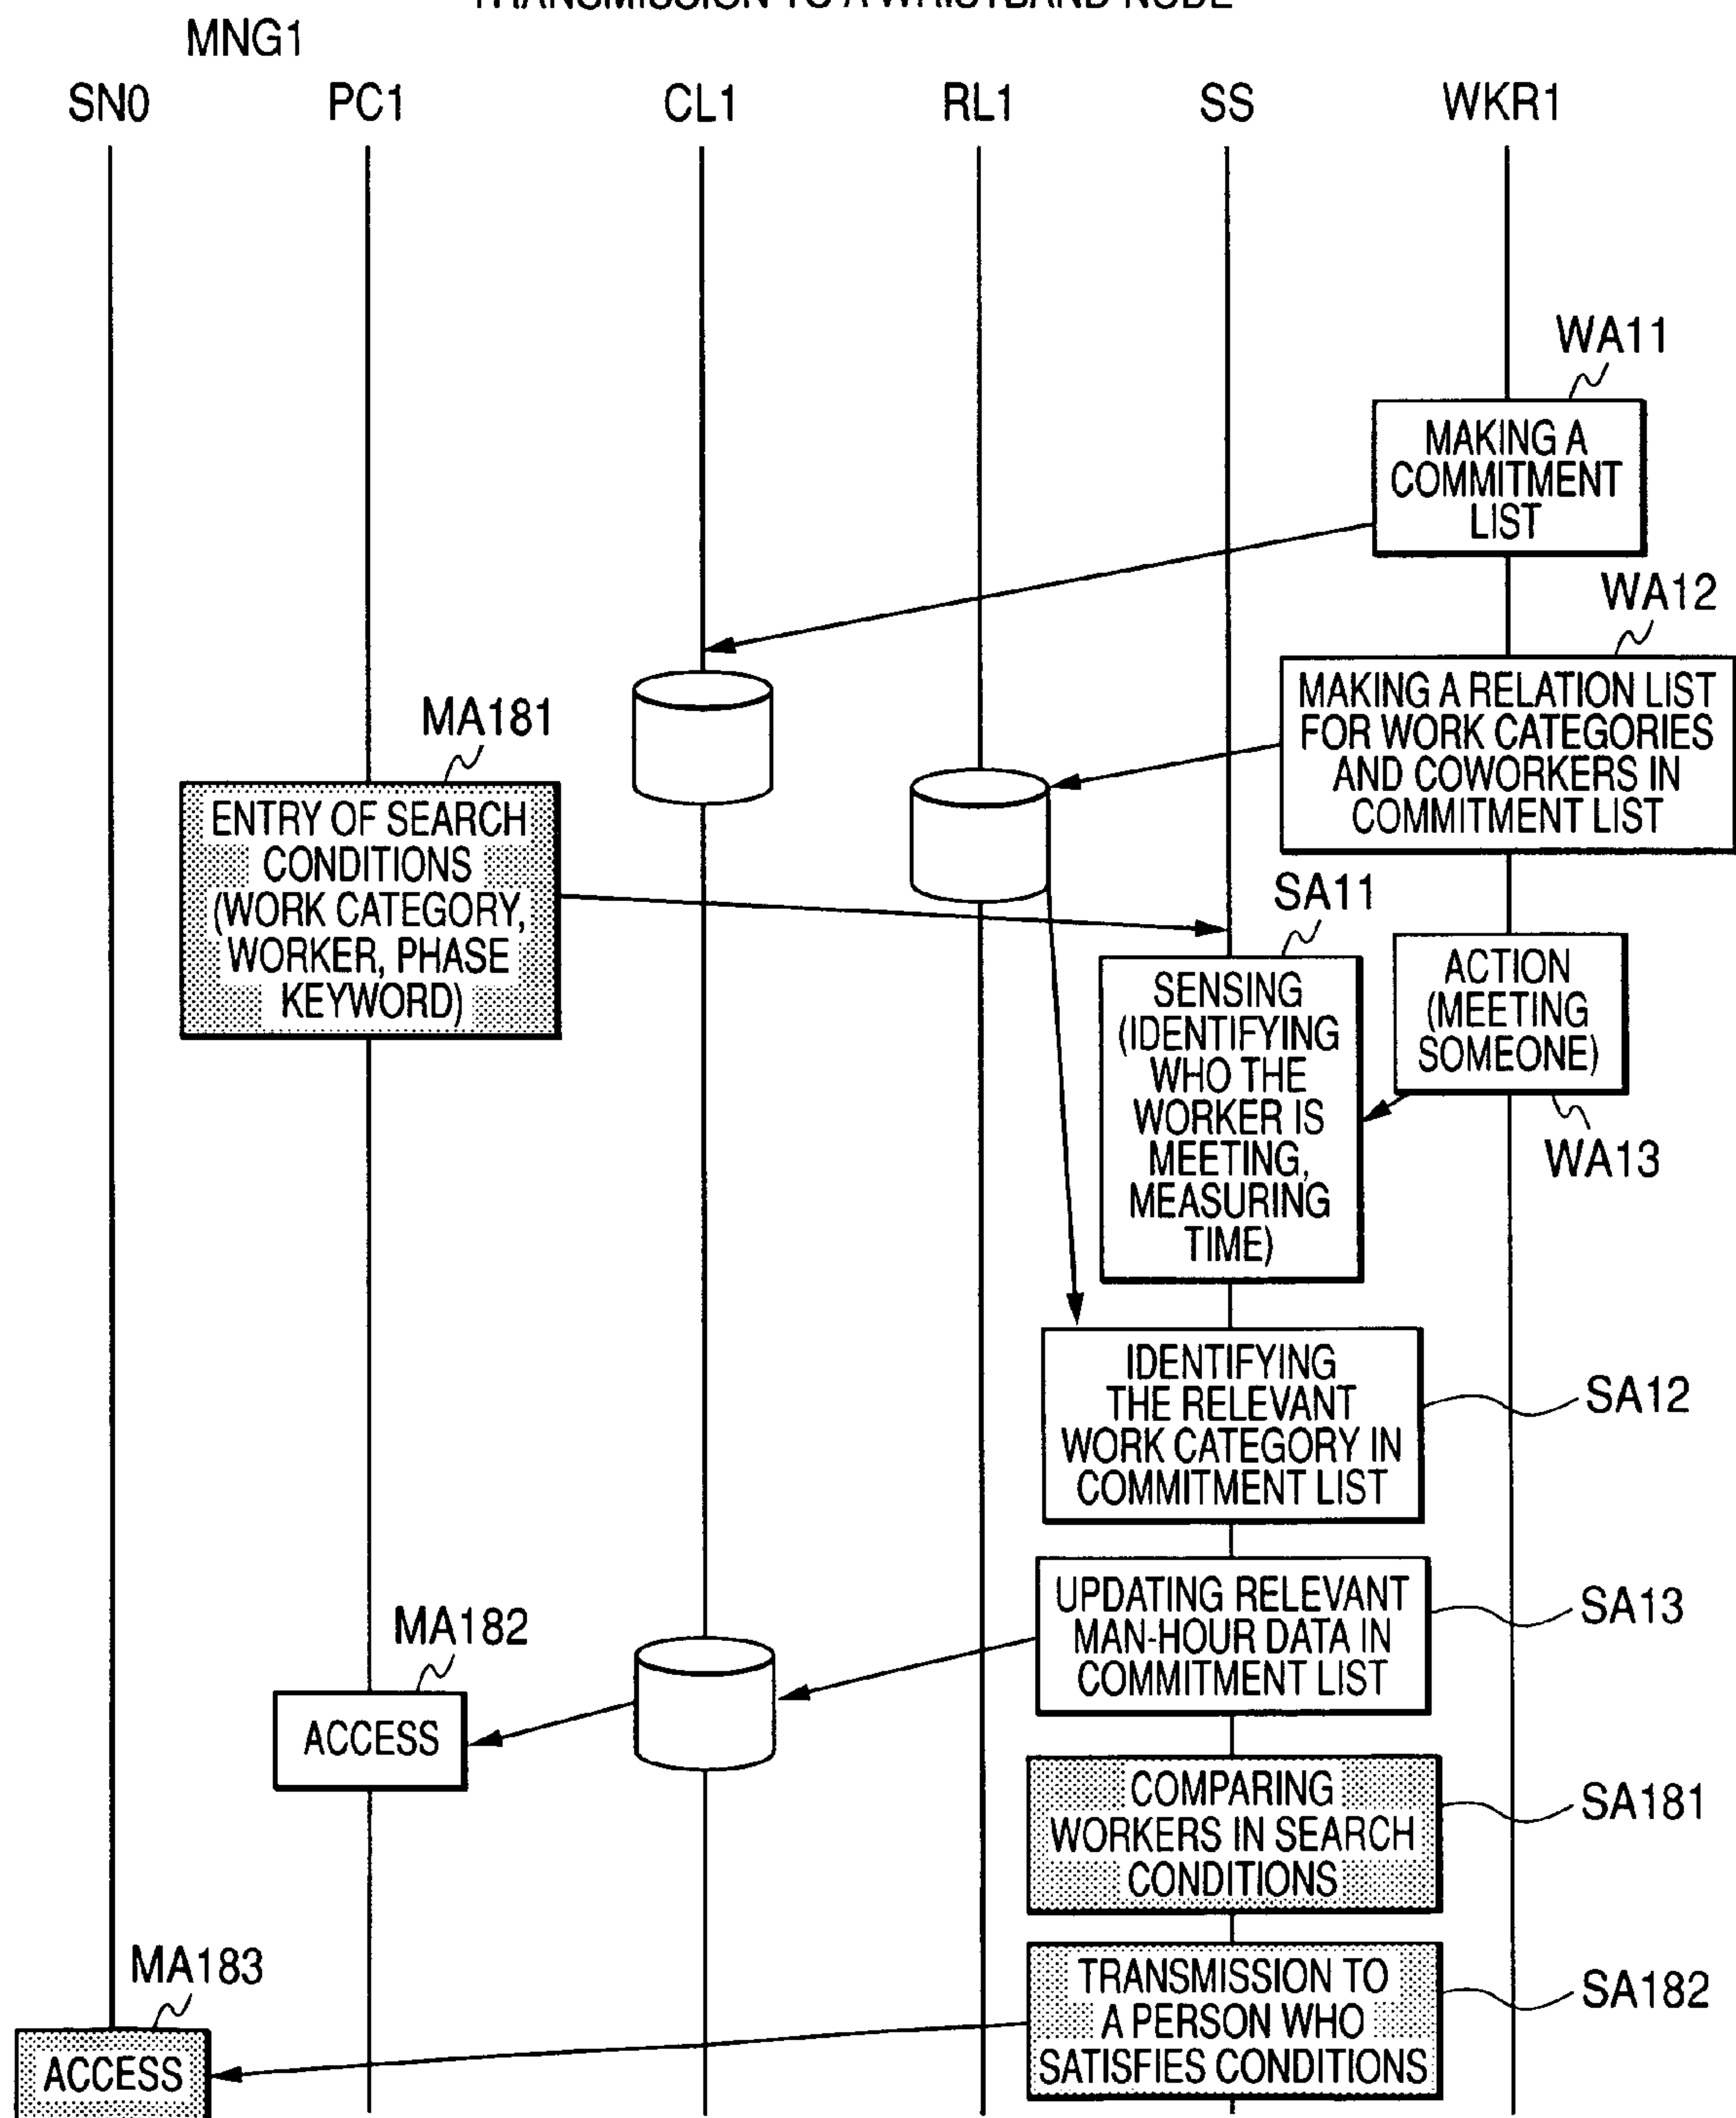 TRANSMISSION TO A WRISTBAND NODE
MNG1
SN0 PC1 CL1 RL1 SS WKR1
WA11
MAKING A
COMMITMENT
LIST
WA12
MAKING A RELATION LIST
FOR WORK CATEGORIES
AND COWORKERS IN
COMMITMENT LIST
MA181
ENTRY OF SEARCH
CONDITIONS
(WORK CATEGORY,
WORKER, PHASE
KEYWORD)
SA11
SENSING
(IDENTIFYING
WHO THE
WORKER IS
MEETING,
MEASURING
TIME)
ACTION
(MEETING
SOMEONE)
WA13
IDENTIFYING
THE RELEVANT
WORK CATEGORY IN
COMMITMENT LIST
SA12
UPDATING RELEVANT
MAN-HOUR DATA IN
COMMITMENT LIST
SA13
MA182
ACCESS
COMPARING
WORKERS IN SEARCH
CONDITIONS
SA181
TRANSMISSION TO
A PERSON WHO
SATISFIES CONDITIONS
SA182
MA183
ACCESS